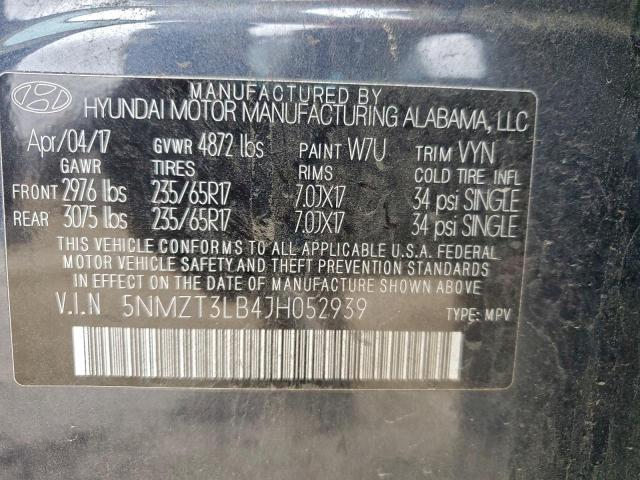 MANUFACTURED BY
HYUNDAI MOTOR MANUFACTURING ALABAMA, LLC
Apr/04/17 GVWR 4872 lbs PAINT W7U TRIM VYN
GAWR TIRES RIMS COLD TIRE INFL
FRONT 2976 lbs 235/65R17 7.0JX17 34 psi SINGLE
REAR 3075 lbs 235/65R17 7.0JX17 34 psi SINGLE
THIS VEHICLE CONFORMS TO ALL APPLICABLE U.S.A. FEDERAL
MOTOR VEHICLE SAFETY AND THEFT PREVENTION STANDARDS
IN EFFECT ON THE DATE OF MANUFACTURE SHOWN ABOVE.
V.I.N 5NMZT3LB4JH052939 TYPE: MPV